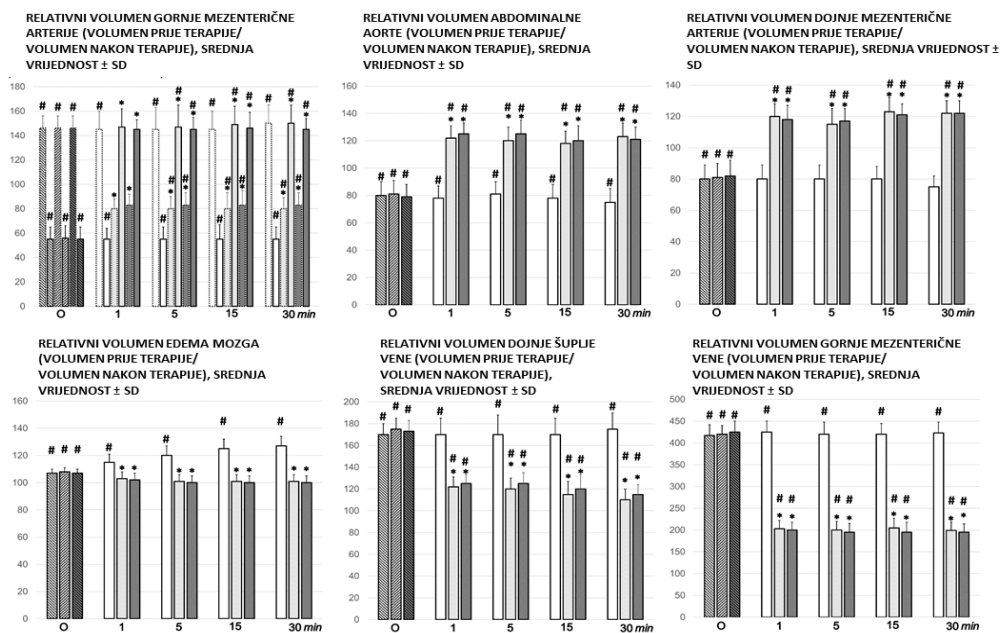 RELATIVNI VOLUMEN GORNJE MEZENTERIČNE
ARTERIJE (VOLUMEN PRIJE TERAPIJE/
VOLUMEN NAKON TERAPIJE), SREDNJA
VRIJEDNOST ± SD
180
160
140
120
100
80
60
40
20
0
O 1 5 15 30 min
RELATIVNI VOLUMEN ABDOMINALNE
AORTE (VOLUMEN PRIJE TERAPIJE/
VOLUMEN NAKON TERAPIJE), SREDNJA
VRIJEDNOST ± SD
160
140
120
100
80
60
40
20
0
O 1 5 15 30 min
RELATIVNI VOLUMEN DOJNJE MEZENTERIČNE
ARTERIJE (VOLUMEN PRIJE TERAPIJE/
VOLUMEN NAKON TERAPIJE), SREDNJA VRIJEDNOST ±
SD
140
120
100
80
60
40
20
0
O 1 5 15 30 min
RELATIVNI VOLUMEN EDEMA MOZGA
(VOLUMEN PRIJE TERAPIJE/
VOLUMEN NAKON TERAPIJE), SREDNJA
VRIJEDNOST ± SD
160
140
120
100
80
60
40
20
0
O 1 5 15 30 min
RELATIVNI VOLUMEN DOJNJE ŠUPLJE
VENE (VOLUMEN PRIJE TERAPIJE/
VOLUMEN NAKON TERAPIJE),
SREDNJA VRIJEDNOST ± SD
200
180
160
140
120
100
80
60
40
20
0
O 1 5 15 30 min
RELATIVNI VOLUMEN GORNJE MEZENTERIČNE
VENE (VOLUMEN PRIJE TERAPIJE/
VOLUMEN NAKON TERAPIJE), SREDNJA
VRIJEDNOST ± SD
500
450
400
350
300
250
200
150
100
50
0
O 1 5 15 30 min